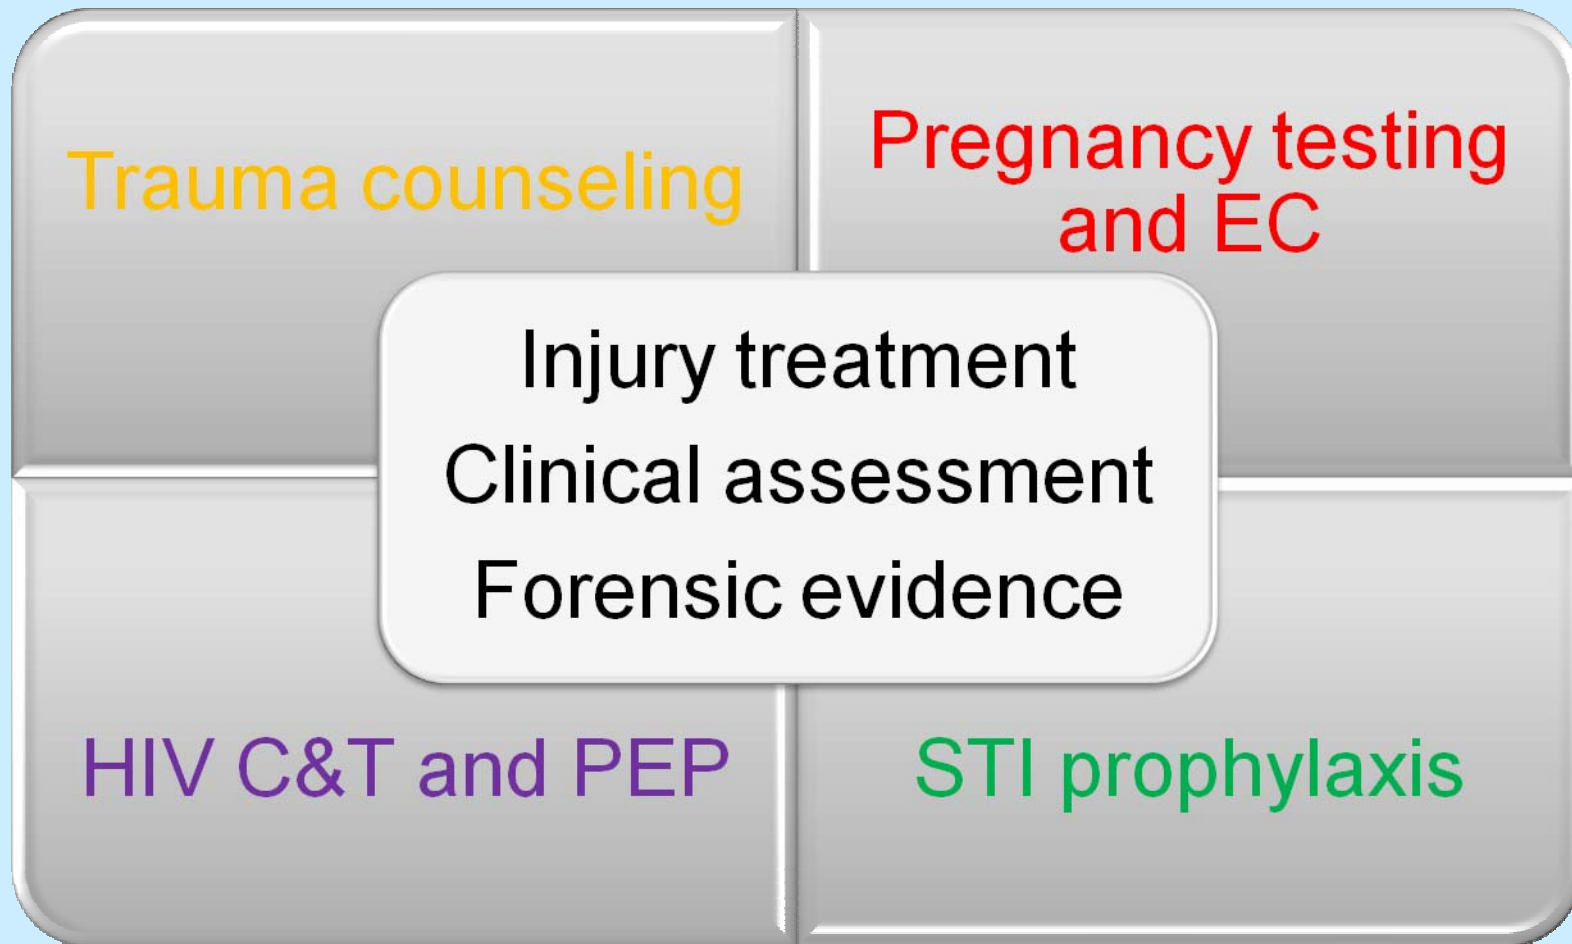 Trauma counseling
Pregnancy testing
and EC
Injury treatment
Clinical assessment
Forensic evidence
HIV C&T and PEP
STI prophylaxis